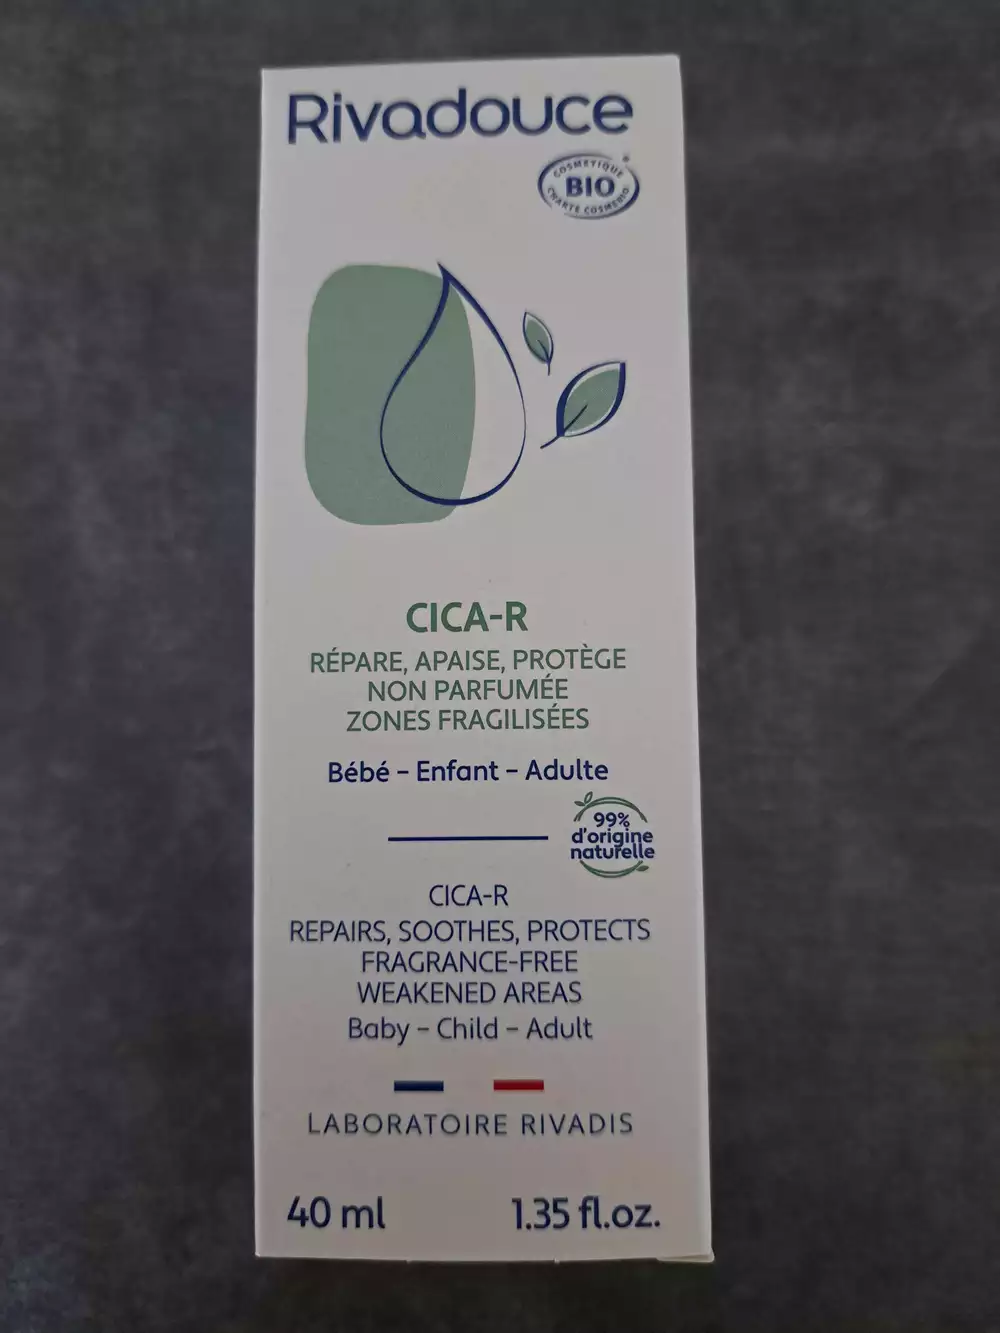 Rivadouce
COSMETIQUE
BIO
CHARTE COSMEBIO
CICA-R
RÉPARE, APAISE, PROTÈGE
NON PARFUMÉE
ZONES FRAGILISÉES
Bébé – Enfant – Adulte
99%
d'origine
naturelle
CICA-R
REPAIRS, SOOTHES, PROTECTS
FRAGRANCE-FREE
WEAKENED AREAS
Baby – Child – Adult
LABORATOIRE RIVADIS
40 ml 1.35 fl.oz.